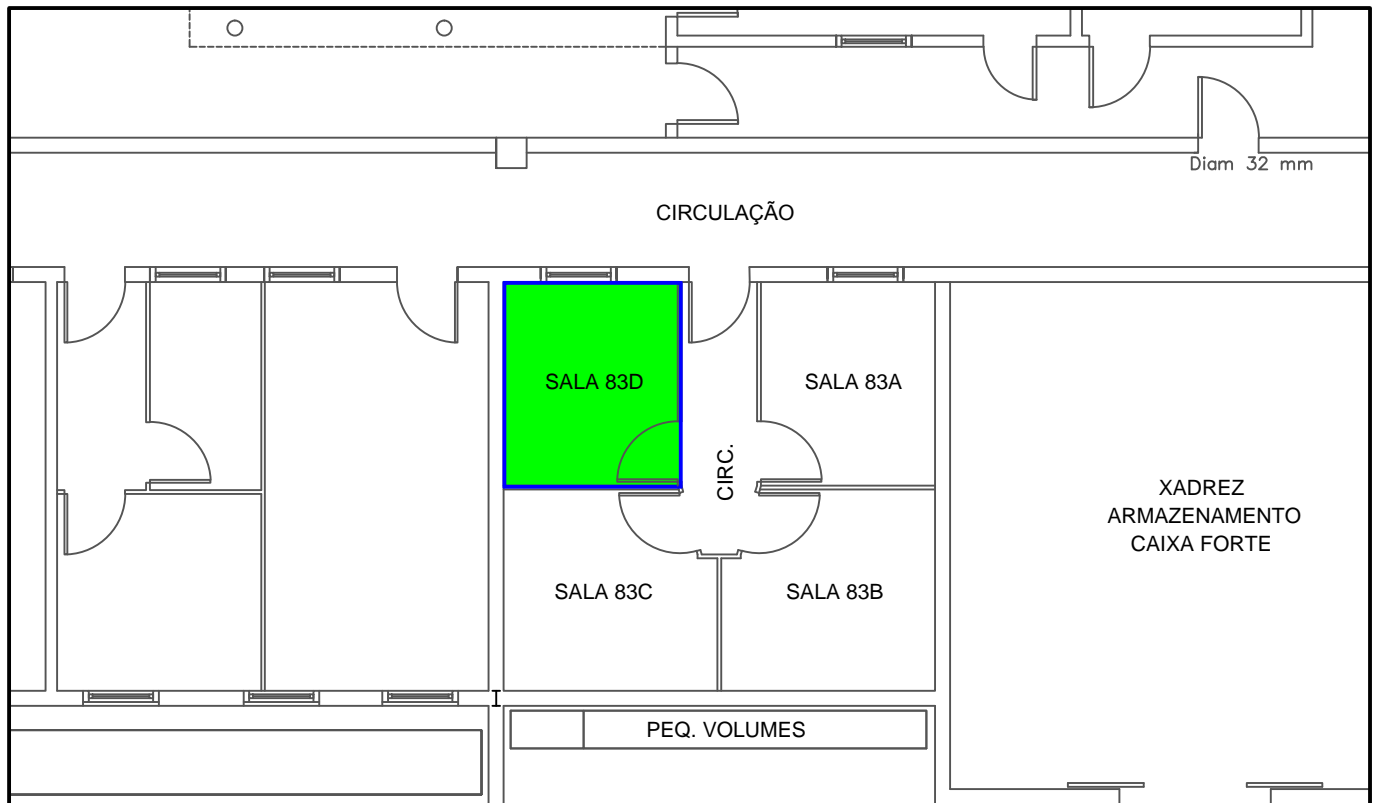 Diam 32 mm
CIRCULAÇÃO
SALA 83D
SALA 83A
CIRC.
XADREZ
ARMAZENAMENTO
CAIXA FORTE
SALA 83C
SALA 83B
PEQ. VOLUMES